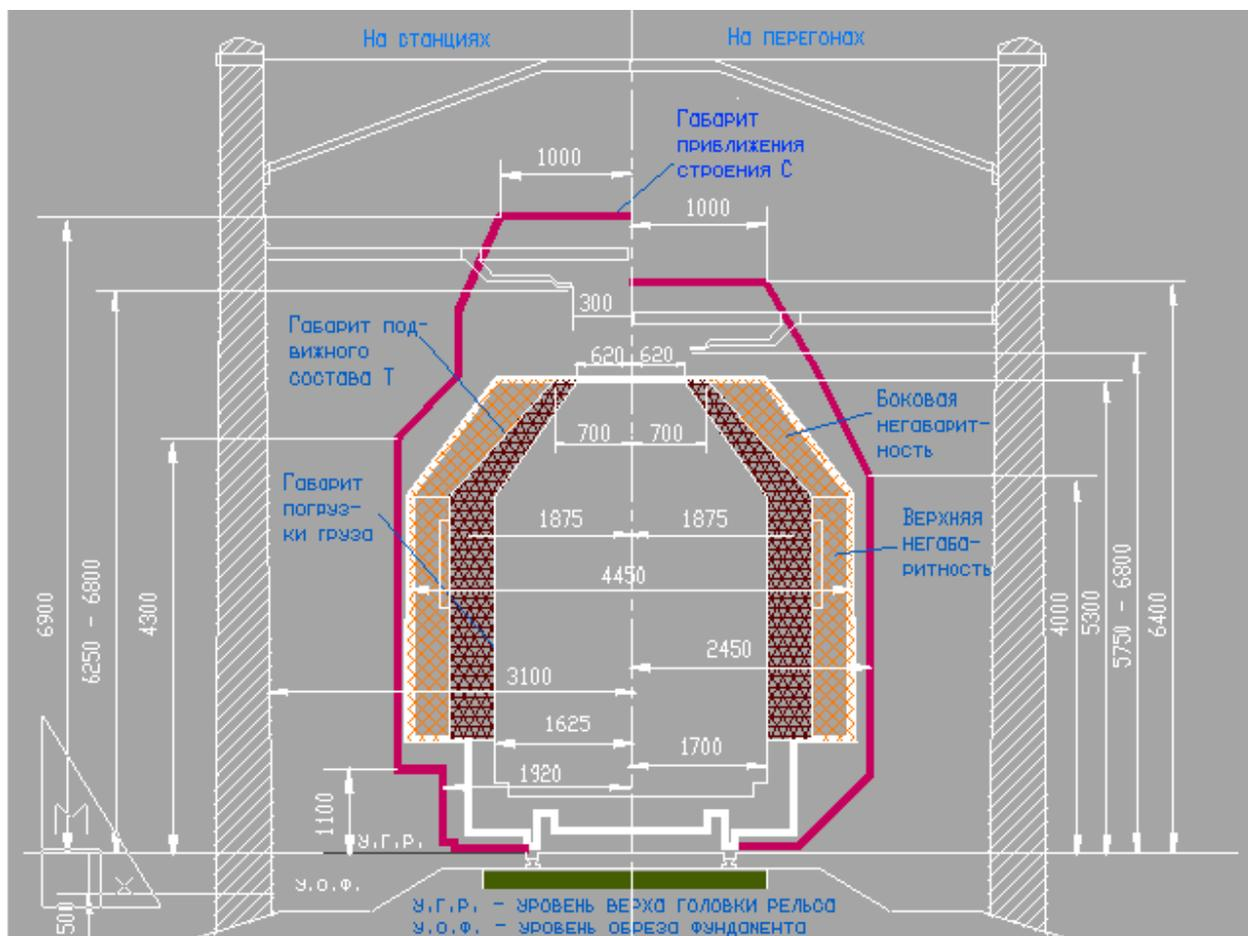 На станциях
На перегонах
Габарит
приближения
строения С
1000
1000
300
Габарит под-
вижного
состава Т
620 620
Боковая
негабарит-
ность
700 700
Габарит
погруз-
ки груза
1875 1875
Верхняя
негаба-
ритность
4450
6900
6250 - 6800
4300
4000
5300
5750 - 6800
6400
2450
3100
1625
1700
1920
1100
У.Г.Р.
У.О.Ф.
500
М
Х
У.Г.Р. - УРОВЕНЬ ВЕРХА ГОЛОВКИ РЕЛЬСА
У.О.Ф. - УРОВЕНЬ ОБРЕЗА ФУНДАМЕНТА